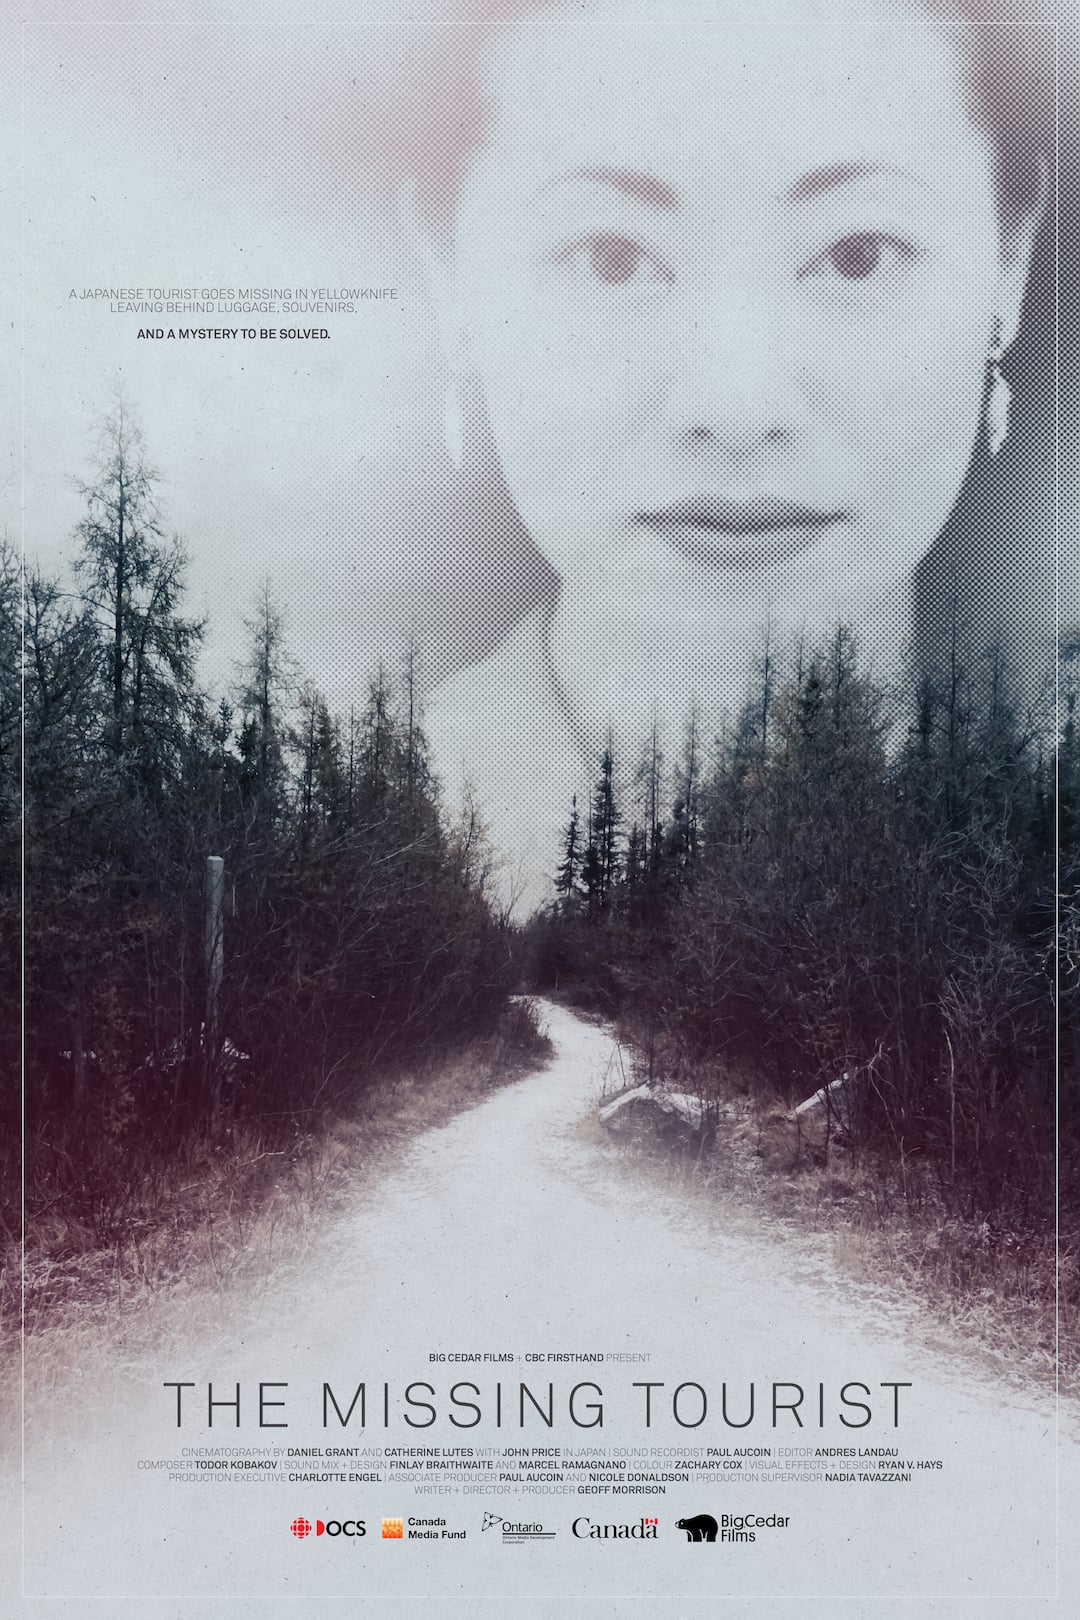 A JAPANESE TOURIST GOES MISSING IN YELLOWKNIFE
LEAVING BEHIND LUGGAGE, SOUVENIRS,
AND A MYSTERY TO BE SOLVED.
BIG CEDAR FILMS + CBC FIRSTHAND PRESENT
THE MISSING TOURIST
CINEMATOGRAPHY BY DANIEL GRANT AND CATHERINE LUTES WITH JOHN PRICE IN JAPAN | SOUND RECORDIST PAUL AUCOIN | EDITOR ANDRES LANDAU
COMPOSER TODOR KOBAKOV | SOUND MIX + DESIGN FINLAY BRAITHWAITE AND MARCEL RAMAGNANO | COLOUR ZACHARY COX | VISUAL EFFECTS + DESIGN RYAN V. HAYS
PRODUCTION EXECUTIVE CHARLOTTE ENGEL | ASSOCIATE PRODUCER PAUL AUCOIN AND NICOLE DONALDSON | PRODUCTION SUPERVISOR NADIA TAVAZZANI
WRITER + DIRECTOR + PRODUCER GEOFF MORRISON
DOCS
Canada
Media Fund
Ontario
Ontario Media Development
Corporation
Canada
BigCedar
Films